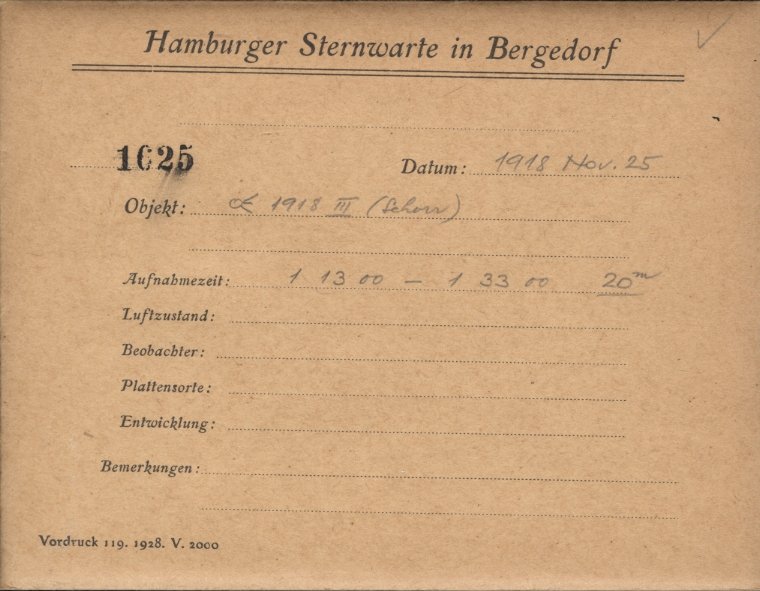 Hamburger Sternwarte in Bergedorf
1625
Datum: 1918 Nov. 25
Objekt: ☄ 1918 III (Schorr)
Aufnahmezeit: 1 13 00 — 1 33 00 20m
Luftzustand:
Beobachter:
Plattensorte:
Entwicklung:
Bemerkungen:
Vordruck 119. 1928. V. 2000